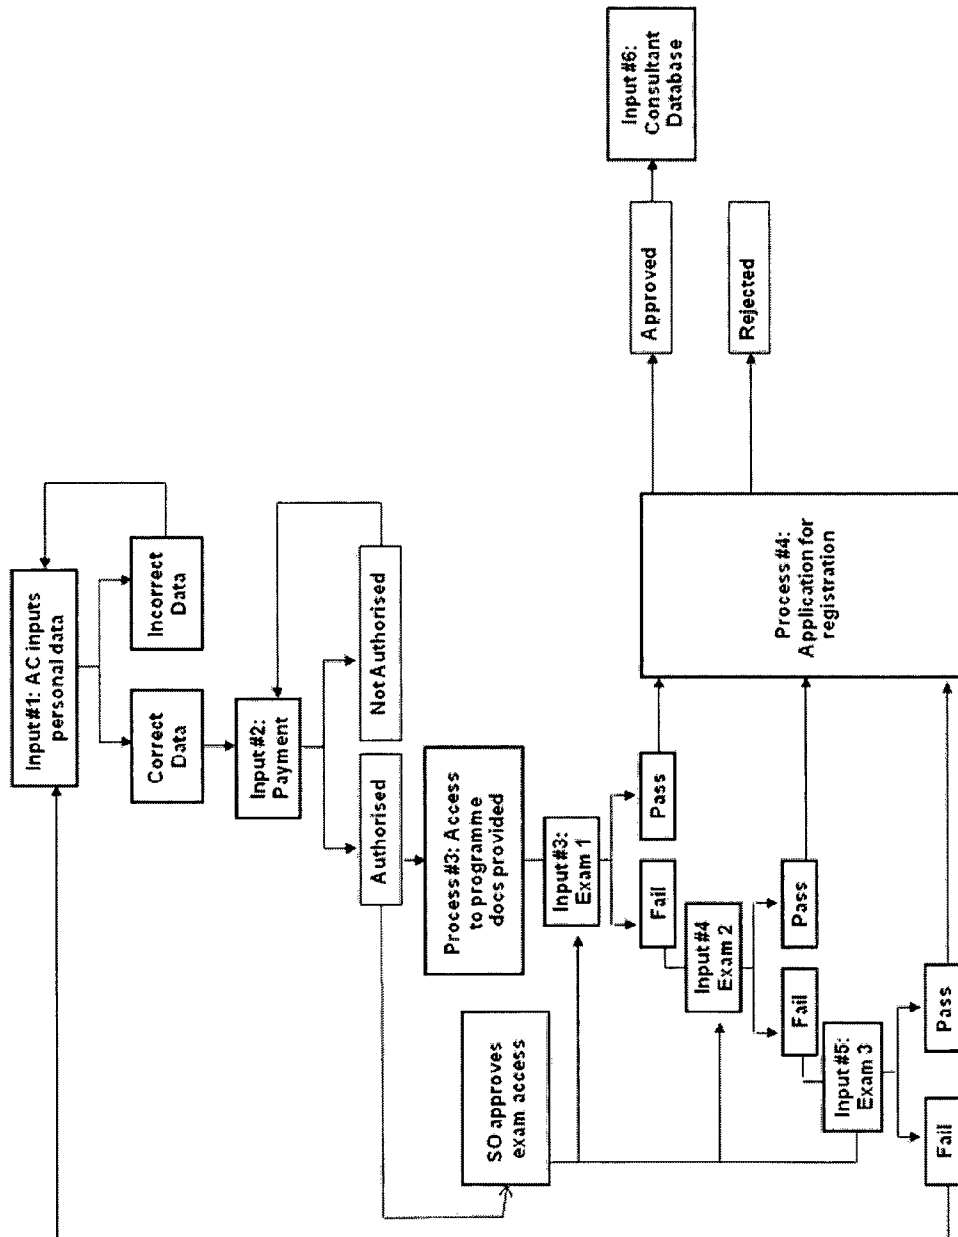 Input#1: AC inputs
personal data
Correct
Data
Incorrect
Data
Input#2:
Payment
Authorised
Not Authorised
SO approves
exam access
Process#3: Access
to programme
docs provided
Input#3:
Exam 1
Fail
Pass
Input#4
Exam 2
Fail
Pass
Input#5:
Exam 3
Fail
Pass
Process#4:
Application for
registration
Approved
Rejected
Input#6:
Consultant
Database